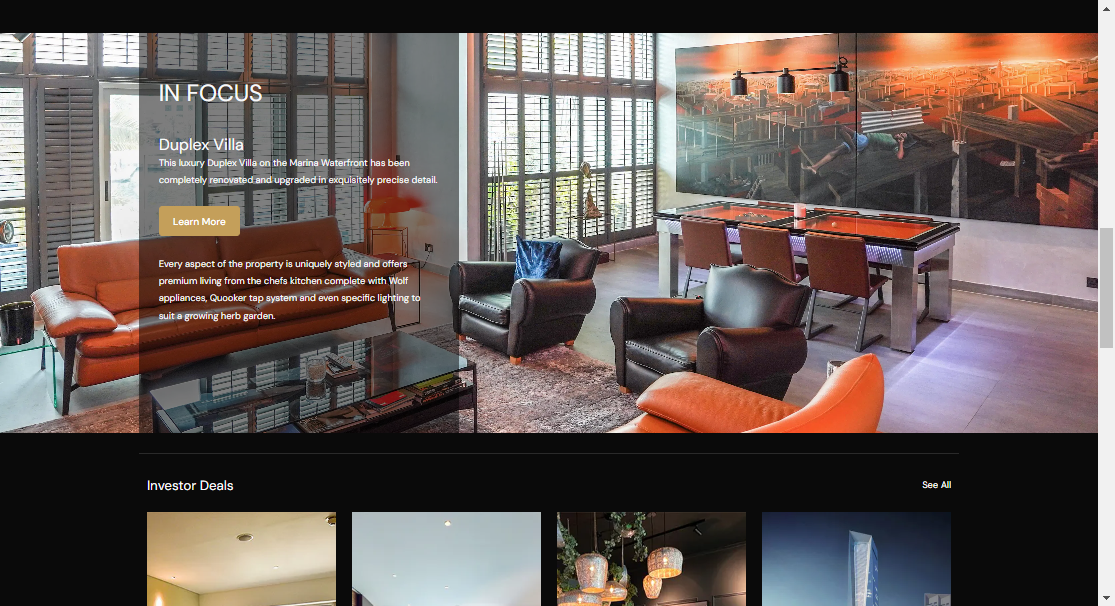 IN FOCUS
Duplex Villa
This luxury Duplex Villa on the Marina Waterfront has been
completely renovated and upgraded in exquisitely precise detail.
Learn More
Every aspect of the property is uniquely styled and offers
premium living from the chefs kitchen complete with Wolf
appliances, Quooker tap system and even specific lighting to
suit a growing herb garden.
Investor Deals
See All